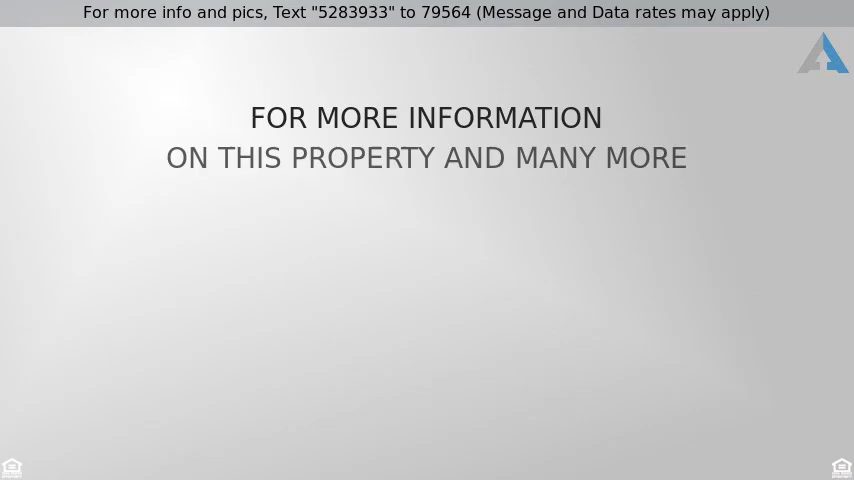 For more info and pics, Text "5283933" to 79564 (Message and Data rates may apply)
FOR MORE INFORMATION
ON THIS PROPERTY AND MANY MORE